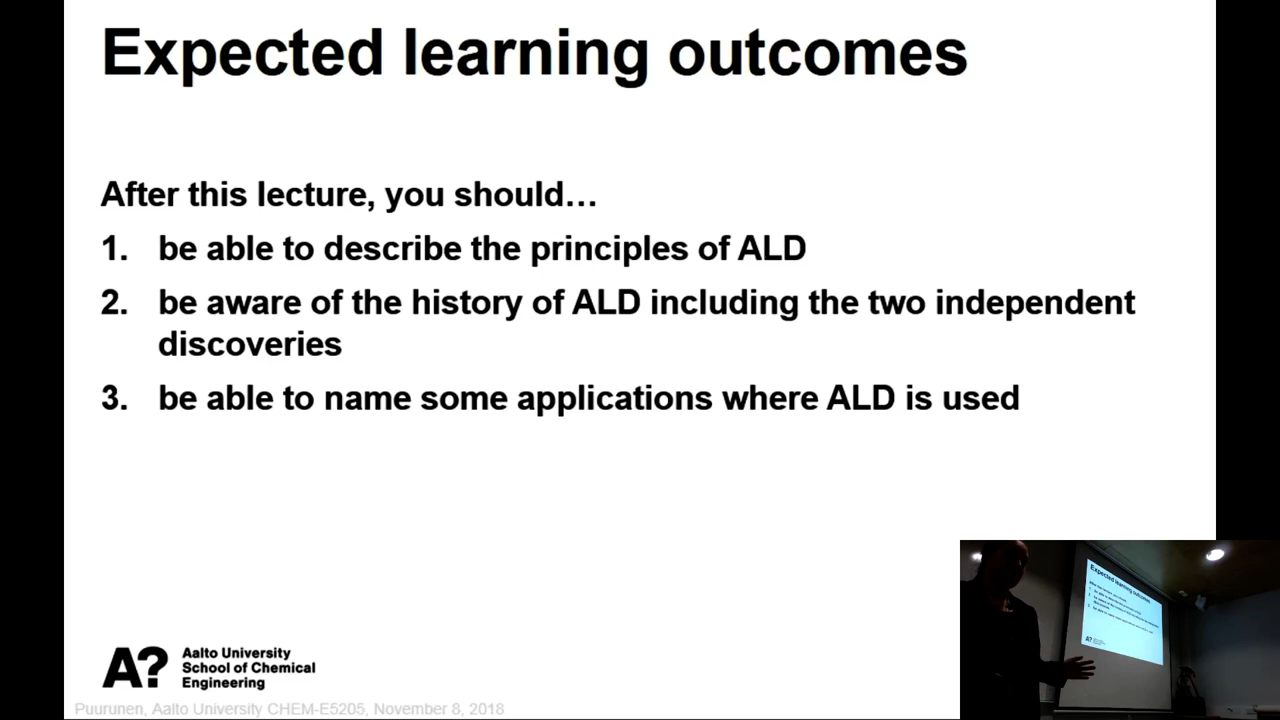 Expected learning outcomes
After this lecture, you should…
1. be able to describe the principles of ALD
2. be aware of the history of ALD including the two independent
discoveries
3. be able to name some applications where ALD is used
A?
Aalto University
School of Chemical
Engineering
Puurunen, Aalto University CHEM-E5205, November 8, 2018
Expected learning outcomes